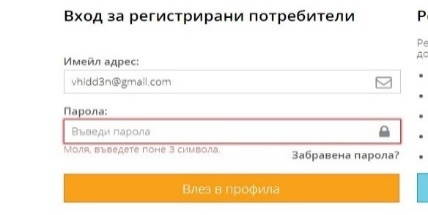 Вход за регистрирани потребители
Имейл адрес:
vhidd3n@gmail.com
Парола:
Въведи парола
Моля, въведете поне 3 символа.
Забравена парола?
Влез в профила